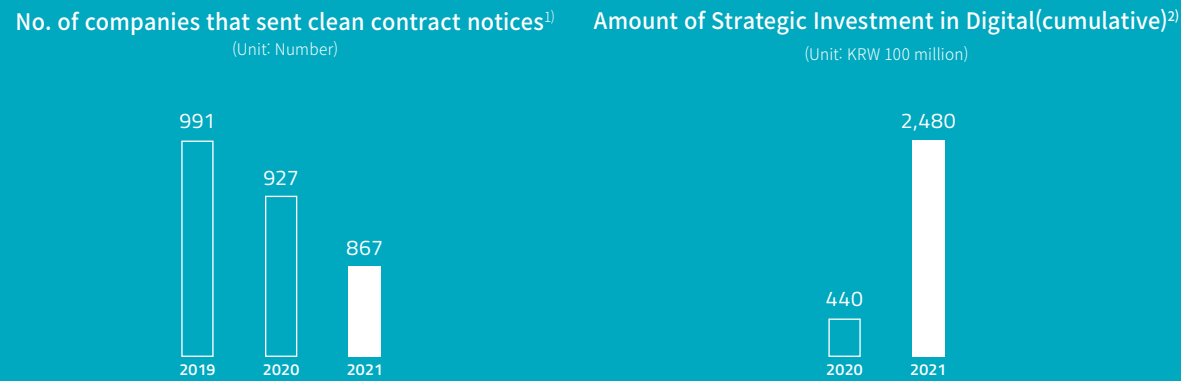 No. of companies that sent clean contract notices1)
(Unit: Number)
991
927
867
2019
2020
2021
Amount of Strategic Investment in Digital(cumulative)2)
(Unit: KRW 100 million)
2,480
440
2020
2021